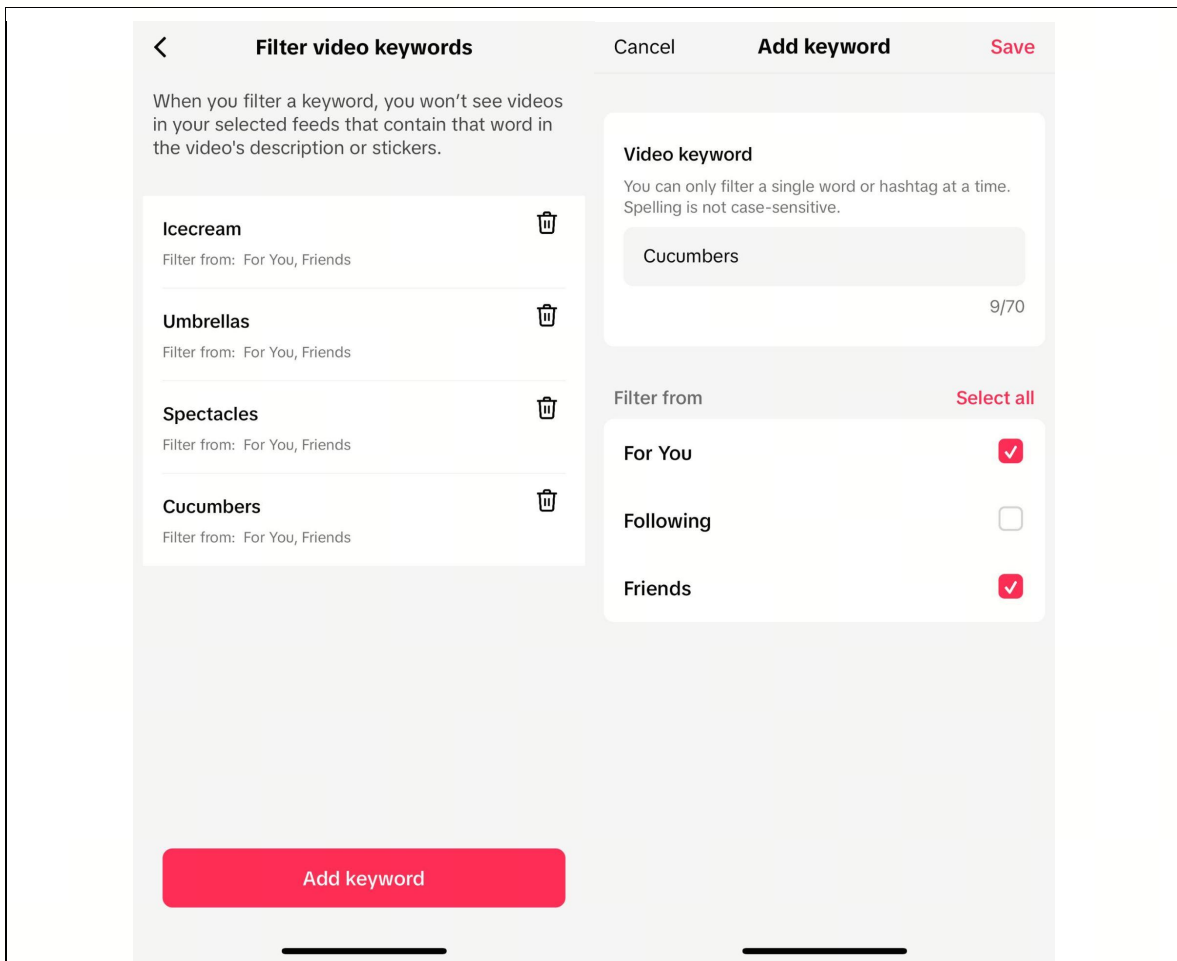 Filter video keywords
When you filter a keyword, you won't see videos
in your selected feeds that contain that word in
the video's description or stickers.
Icecream
Filter from: For You, Friends
Umbrellas
Filter from: For You, Friends
Spectacles
Filter from: For You, Friends
Cucumbers
Filter from: For You, Friends
Add keyword
Cancel
Add keyword
Save
Video keyword
You can only filter a single word or hashtag at a time.
Spelling is not case-sensitive.
Cucumbers
9/70
Filter from
Select all
For You
Following
Friends